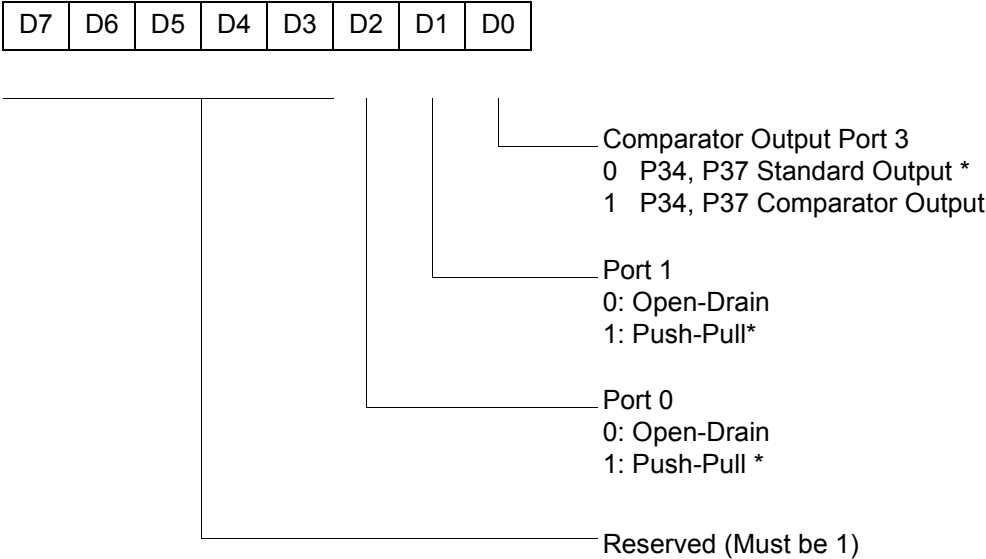 D7 D6 D5 D4 D3 D2 D1 D0
Comparator Output Port 3
0 P34, P37 Standard Output *
1 P34, P37 Comparator Output
Port 1
0: Open-Drain
1: Push-Pull*
Port 0
0: Open-Drain
1: Push-Pull *
Reserved (Must be 1)